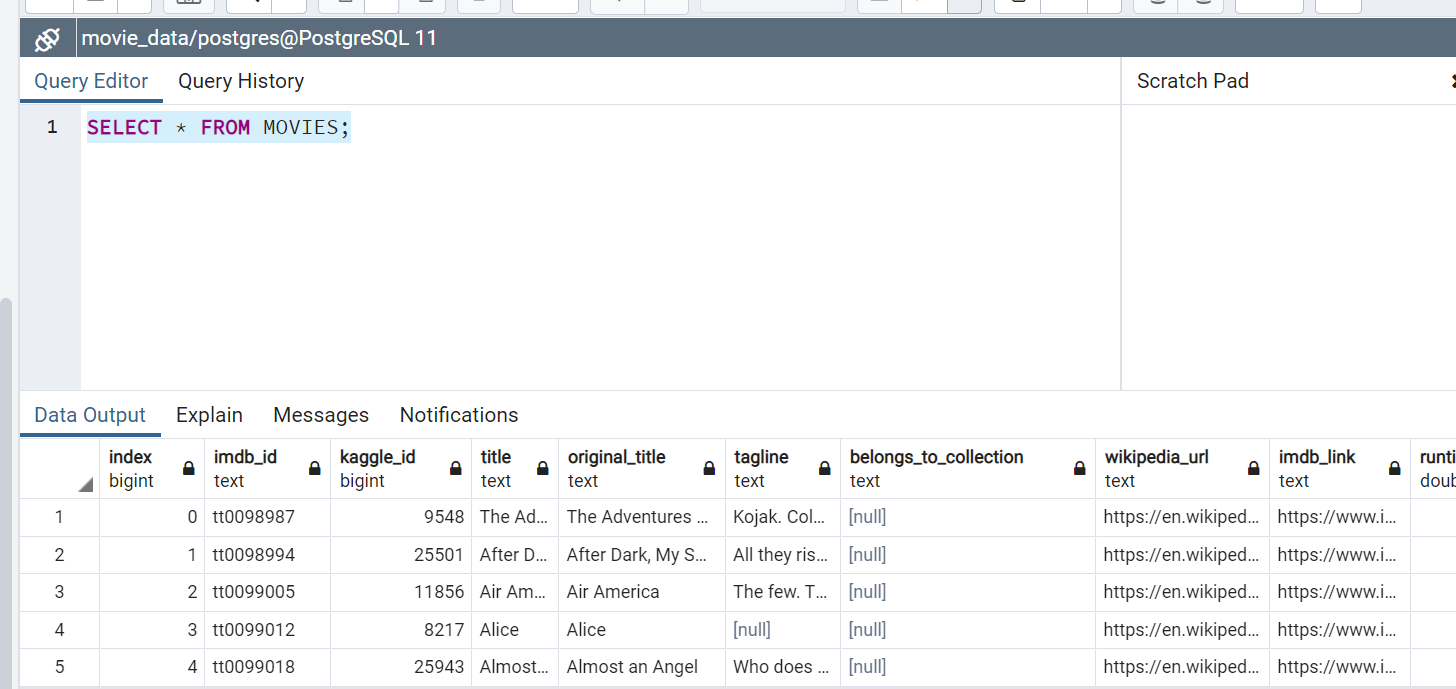 movie_data/postgres@PostgreSQL 11
Query Editor Query History Scratch Pad
1 SELECT * FROM MOVIES;
Data Output Explain Messages Notifications
index imdb_id kaggle_id title original_title tagline belongs_to_collection wikipedia_url imdb_link runti
bigint text bigint text text text text text text doub
1 0 tt0098987 9548 The Ad... The Adventures ... Kojak. Col... [null] https://en.wikiped... https://www.i...
2 1 tt0098994 25501 After D... After Dark, My S... All they ris... [null] https://en.wikiped... https://www.i...
3 2 tt0099005 11856 Air Am... Air America The few. T... [null] https://en.wikiped... https://www.i...
4 3 tt0099012 8217 Alice Alice [null] [null] https://en.wikiped... https://www.i...
5 4 tt0099018 25943 Almost... Almost an Angel Who does ... [null] https://en.wikiped... https://www.i...